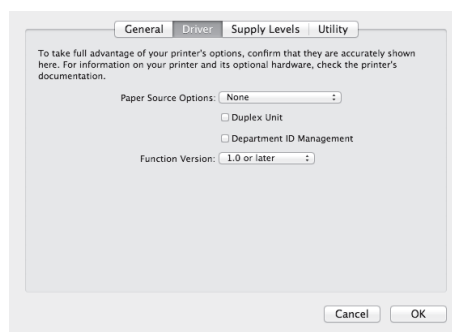 General Driver Supply Levels Utility
To take full advantage of your printer's options, confirm that they are accurately shown
here. For information on your printer and its optional hardware, check the printer's
documentation.
Paper Source Options: None
Duplex Unit
Department ID Management
Function Version: 1.0 or later
Cancel OK